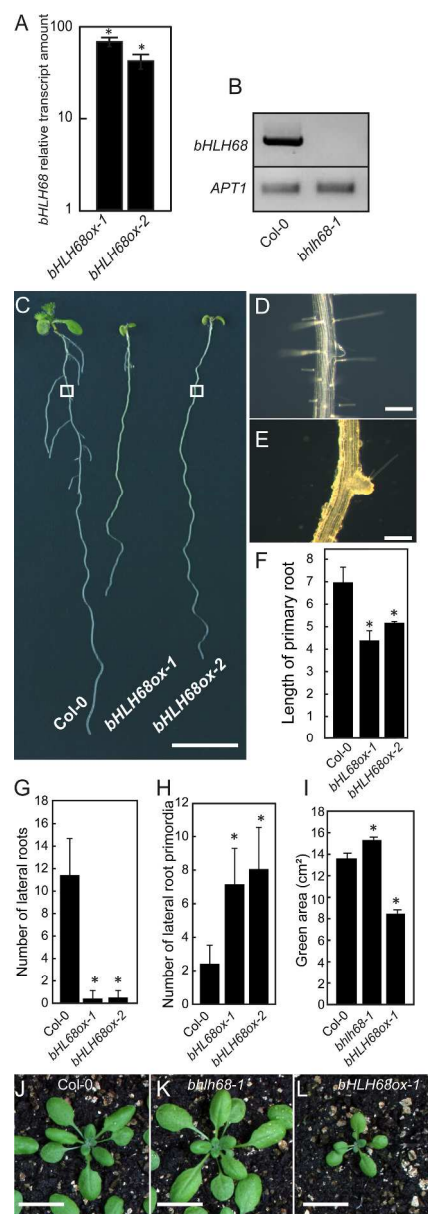 A
bHLH68 relative transcript amount
100
10
1
*
*
bHLH68ox-1
bHLH68ox-2
B
bHLH68
APT1
Col-0
bhlh68-1
C
Col-0
bHLH68ox-1
bHLH68ox-2
D
E
F
Length of primary root
8
7
6
5
4
3
2
1
0
*
*
Col-0
bHL68ox-1
bHLH68ox-2
G
Number of lateral roots
18
16
14
12
10
8
6
4
2
0
*
*
Col-0
bHL68ox-1
bHLH68ox-2
H
Number of lateral root primordia
12
10
8
6
4
2
0
*
*
Col-0
bHL68ox-1
bHLH68ox-2
I
Green area (cm²)
18
16
14
12
10
8
6
4
2
0
*
*
Col-0
bhlh68-1
bHLH68ox-1
J
Col-0
K
bhlh68-1
L
bHLH68ox-1